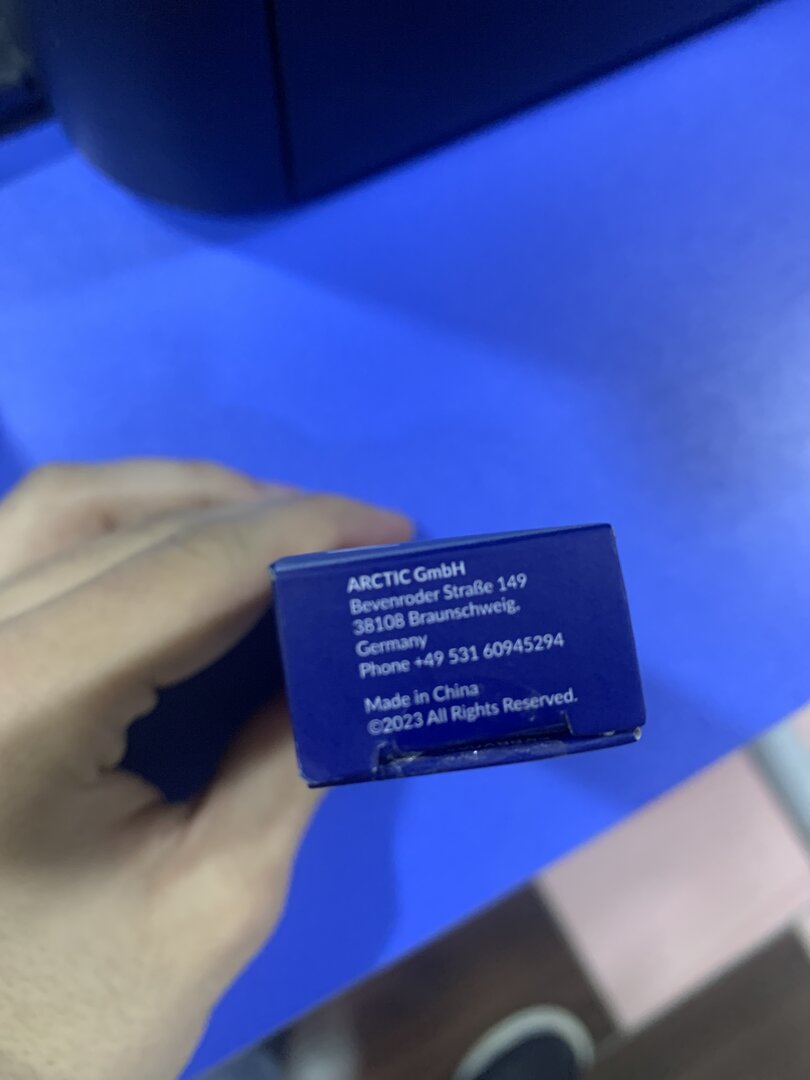 ARCTIC GmbH
Bevenroder Straße 149
38108 Braunschweig,
Germany
Phone +49 531 60945294
Made in China
©2023 All Rights Reserved.